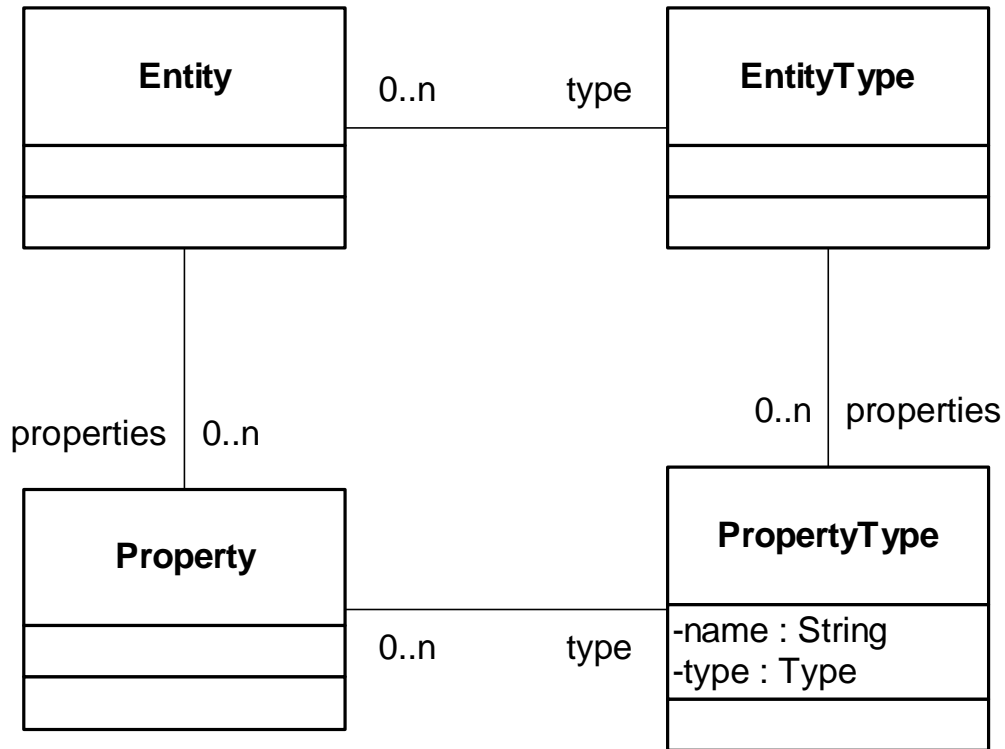 Entity
0..n
type
EntityType
properties
0..n
0..n
properties
Property
0..n
type
PropertyType
-name : String
-type : Type